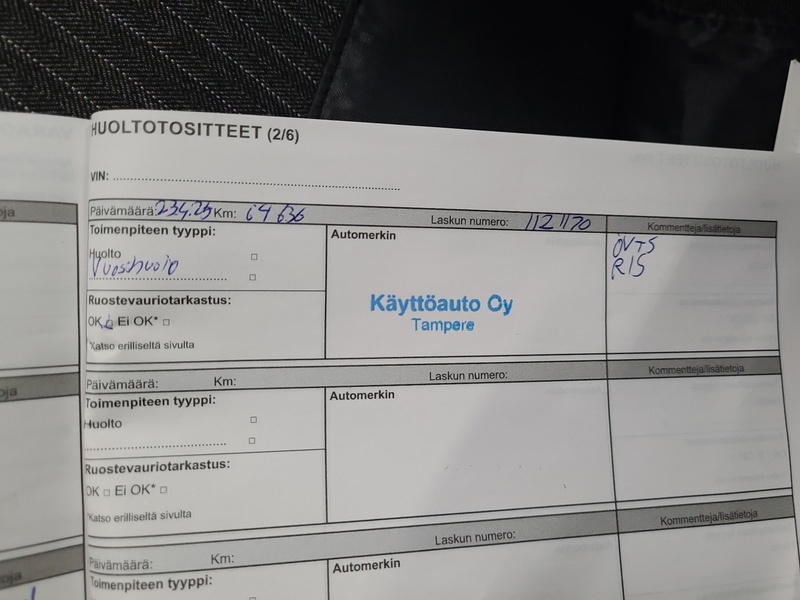 HUOLTOTOSITTEET (2/6)
VIN:
Päivämäärä: 23.4.25 Km: 64 636 Laskun numero: 1121170 Kommentteja/lisätietoja
Toimenpiteen tyyppi: Automerkin ÖVTS
Huolto RIS
Vuosihuolto
Ruostevauriotarkastus: Käyttöauto Oy
OK Ei OK* Tampere
*Katso erilliseltä sivulta
Päivämäärä: Km: Laskun numero: Kommentteja/lisätietoja
Toimenpiteen tyyppi: Automerkin
Huolto
Ruostevauriotarkastus:
OK Ei OK*
*Katso erilliseltä sivulta
Päivämäärä: Km: Laskun numero: Kommentteja/lisätietoja
Toimenpiteen tyyppi: Automerkin